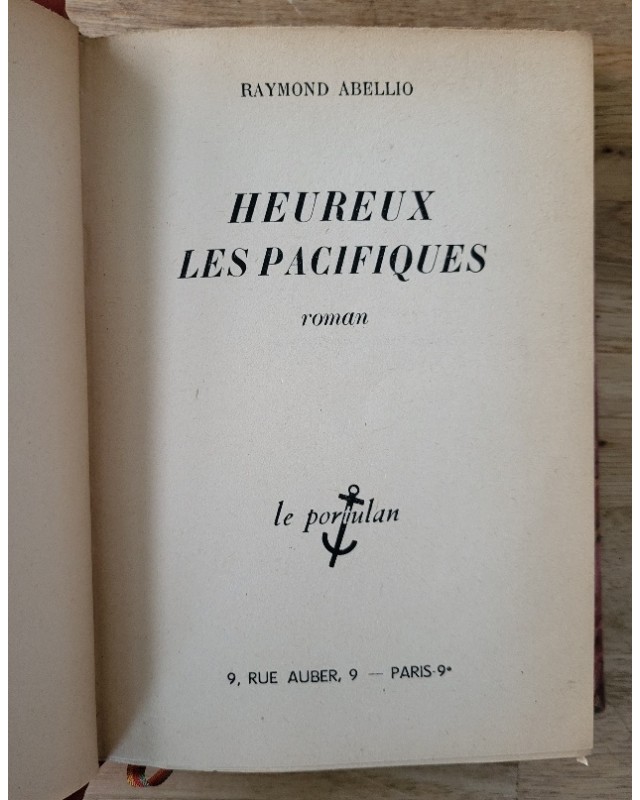 RAYMOND ABELLIO
HEUREUX
LES PACIFIQUES
roman
le portulan
9, RUE AUBER, 9 — PARIS-9e